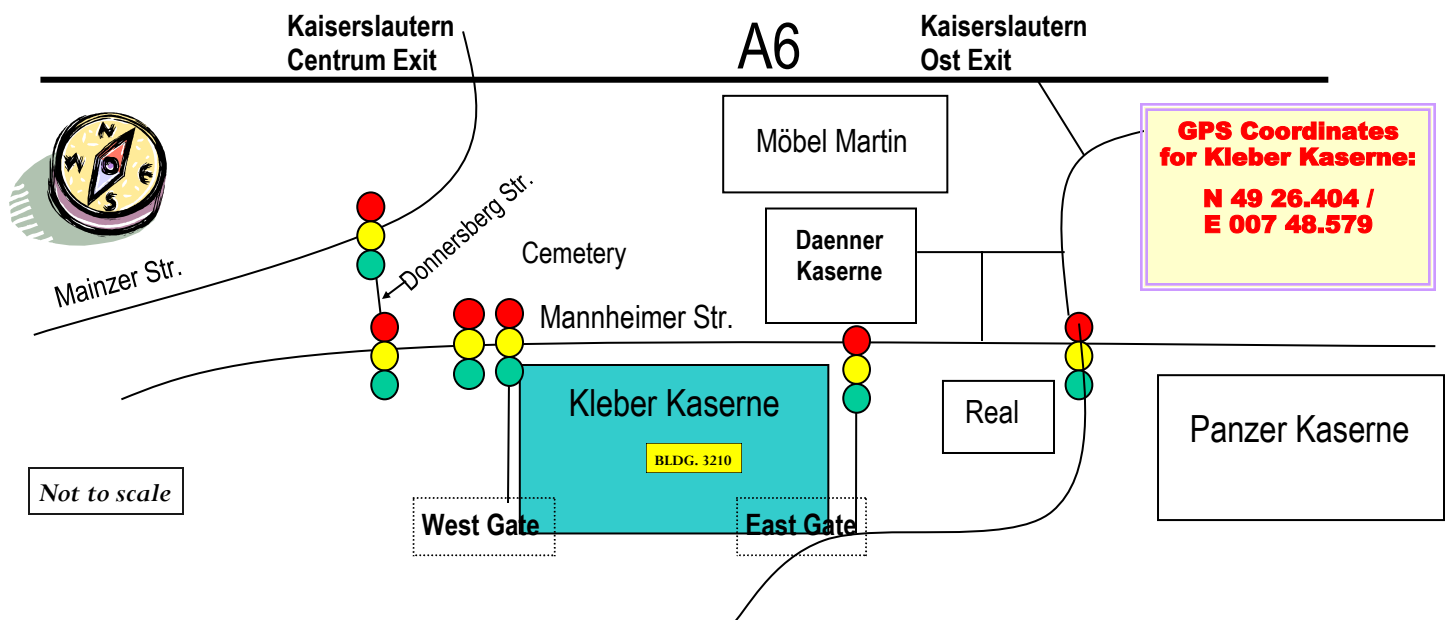 Kaiserslautern
Centrum Exit
A6
Kaiserslautern
Ost Exit
N
W
E
S
Möbel Martin
GPS Coordinates
for Kleber Kaserne:
N 49 26.404 /
E 007 48.579
Mainzer Str.
Donnersberg Str.
Cemetery
Daenner
Kaserne
Mannheimer Str.
Kleber Kaserne
BLDG. 3210
Real
Panzer Kaserne
Not to scale
West Gate
East Gate